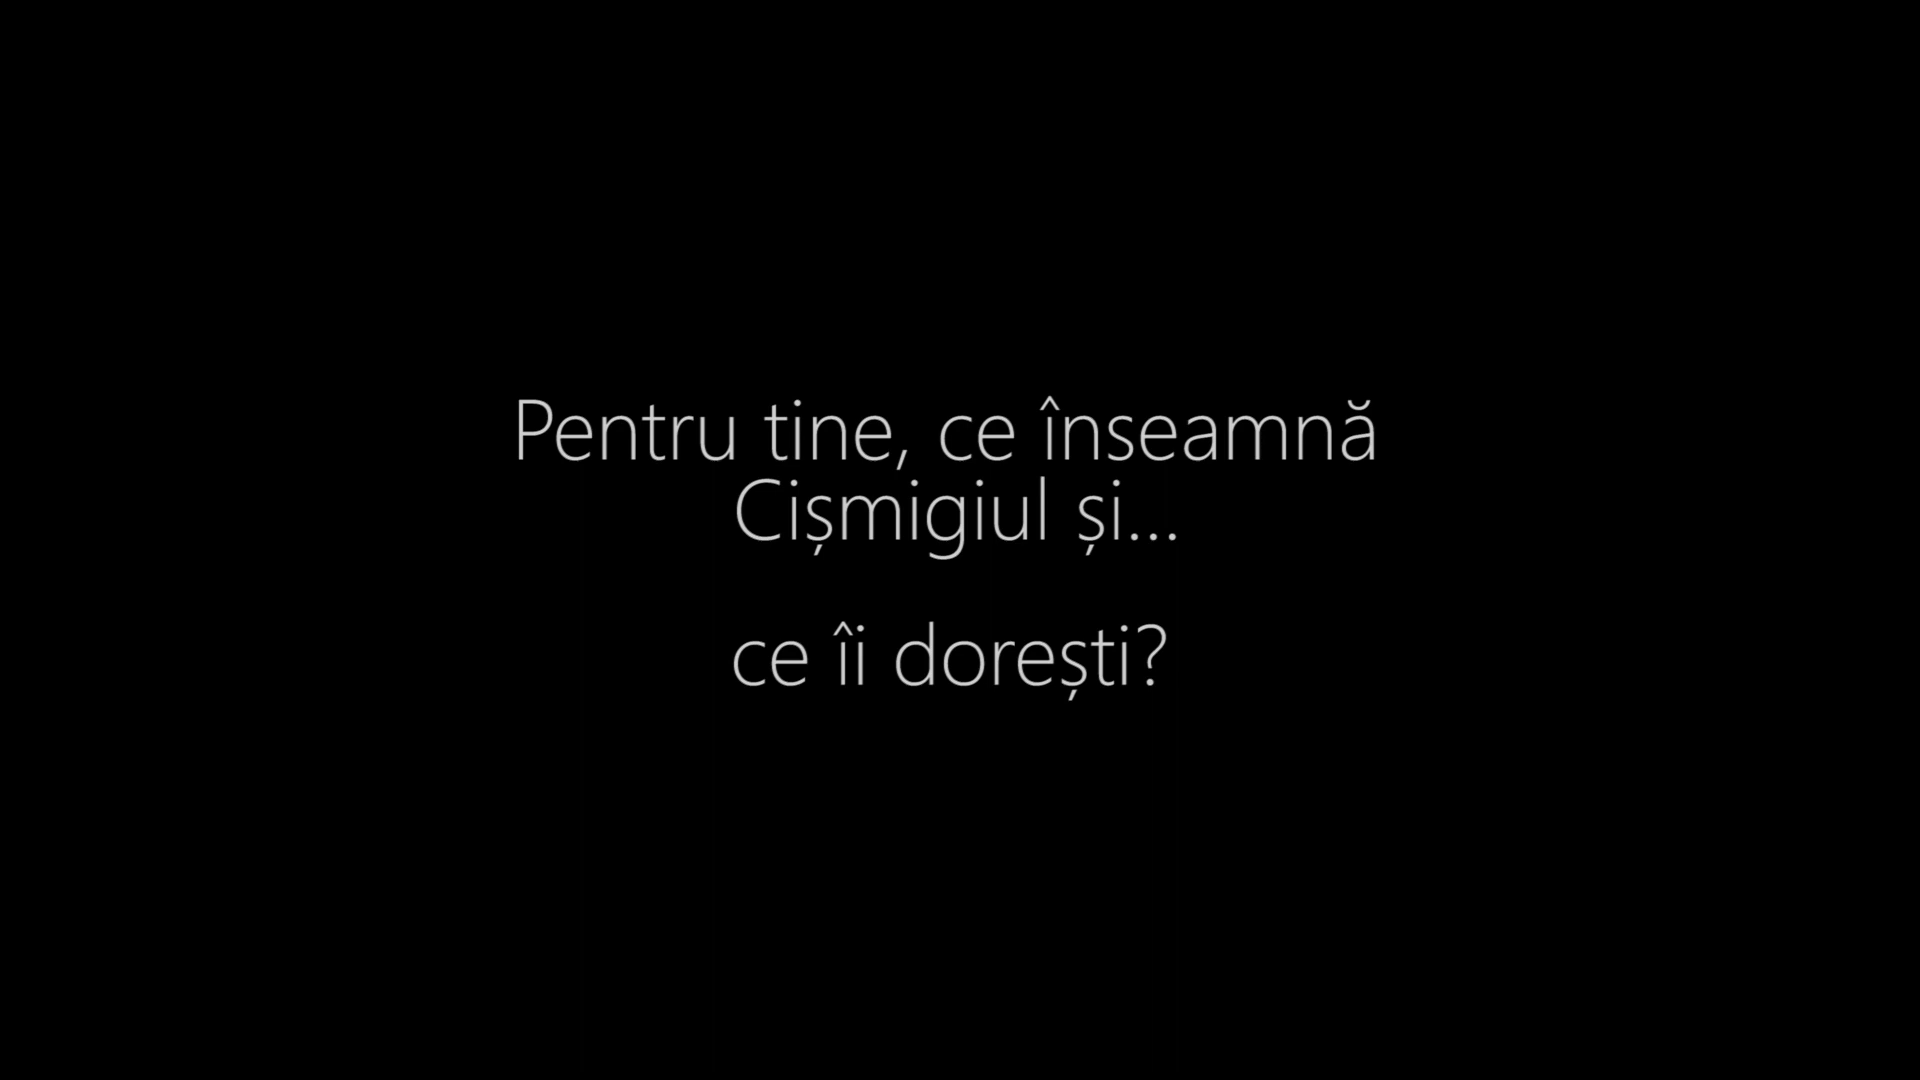 Pentru tine, ce înseamnă
Cișmigiul și...
ce îi dorești?